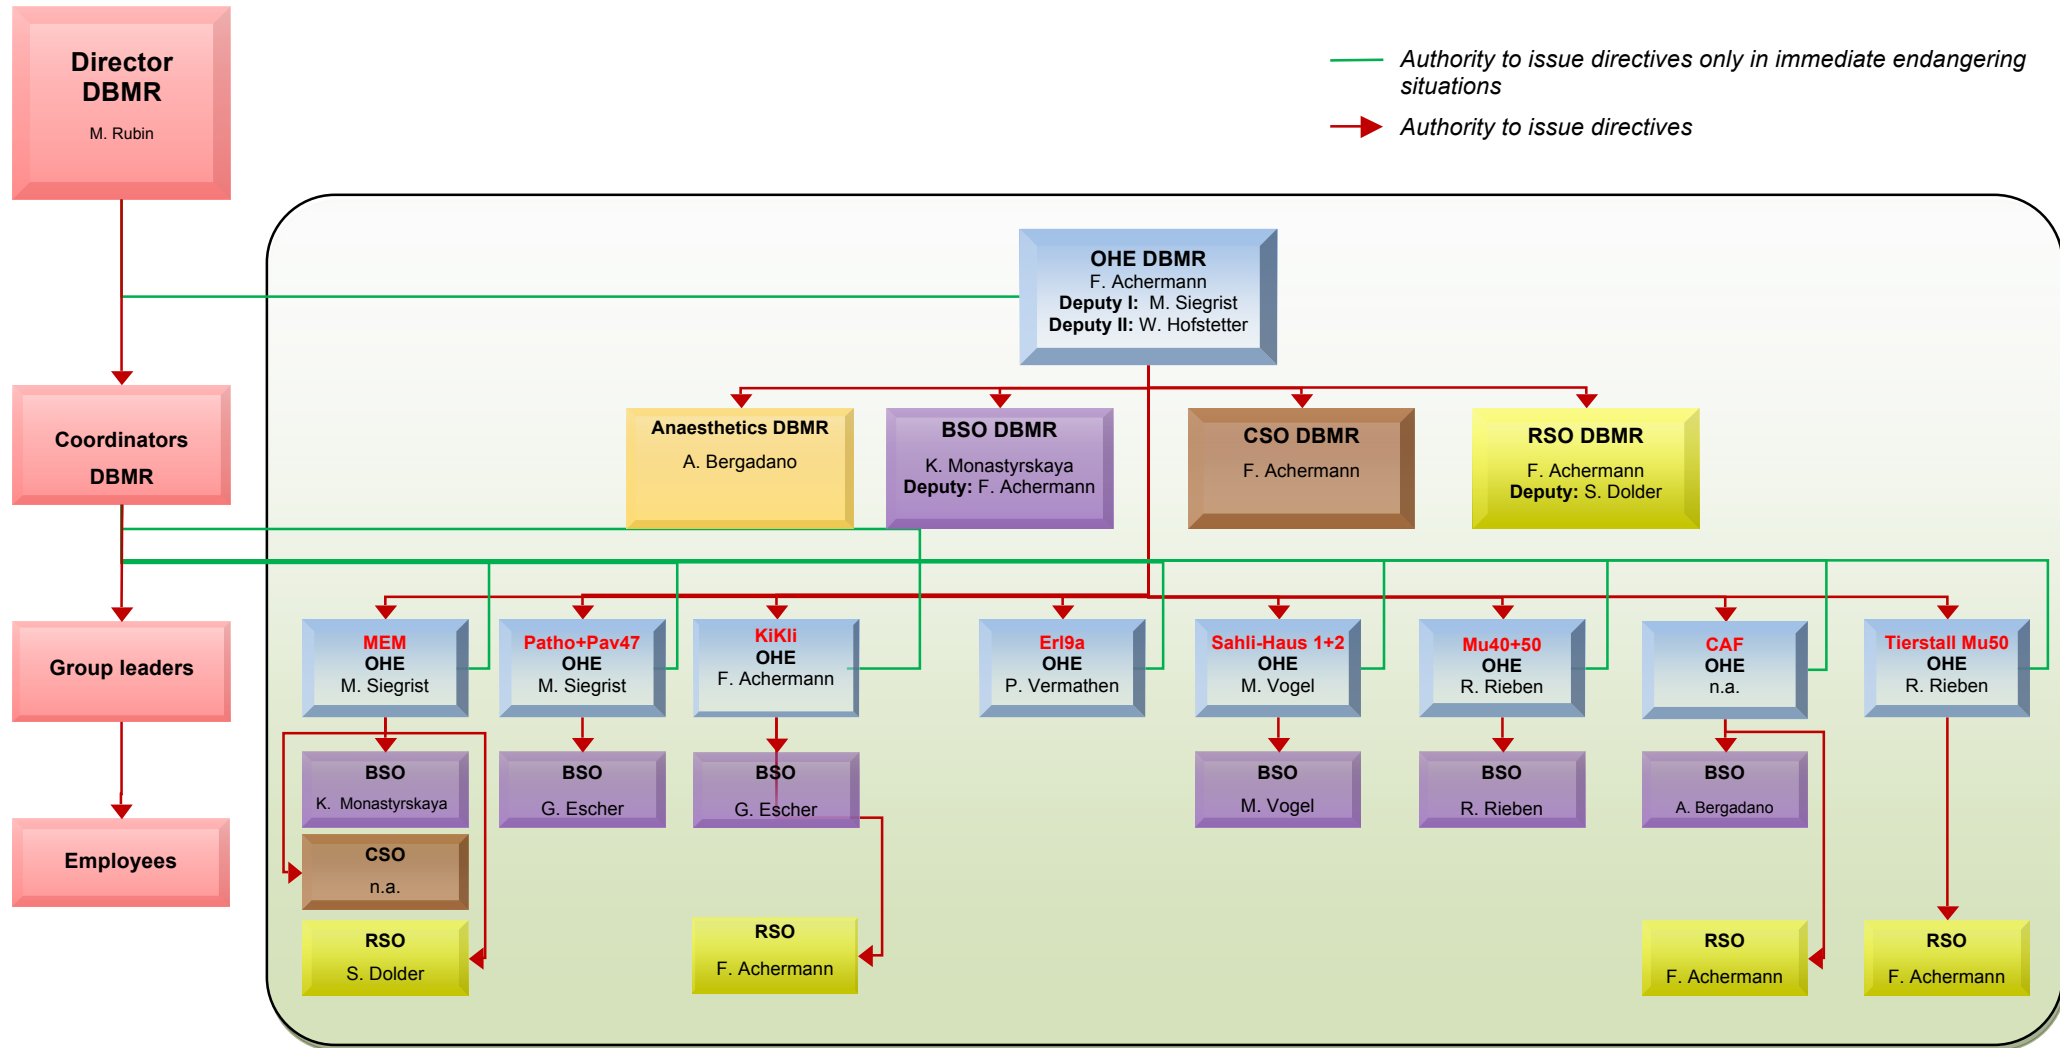 Director
DBMR
M. Rubin
Authority to issue directives only in immediate endangering
situations
Authority to issue directives
OHE DBMR
F. Achermann
Deputy I: M. Siegrist
Deputy II: W. Hofstetter
Coordinators
DBMR
Anaesthetics DBMR
A. Bergadano
BSO DBMR
K. Monastyrskaya
Deputy: F. Achermann
CSO DBMR
F. Achermann
RSO DBMR
F. Achermann
Deputy: S. Dolder
Group leaders
MEM
OHE
M. Siegrist
Patho+Pav47
OHE
M. Siegrist
KiKli
OHE
F. Achermann
Erl9a
OHE
P. Vermathen
Sahli-Haus 1+2
OHE
M. Vogel
Mu40+50
OHE
R. Rieben
CAF
OHE
n.a.
Tierstall Mu50
OHE
R. Rieben
BSO
K. Monastyrskaya
BSO
G. Escher
BSO
G. Escher
BSO
M. Vogel
BSO
R. Rieben
BSO
A. Bergadano
Employees
CSO
n.a.
RSO
S. Dolder
RSO
F. Achermann
RSO
F. Achermann
RSO
F. Achermann